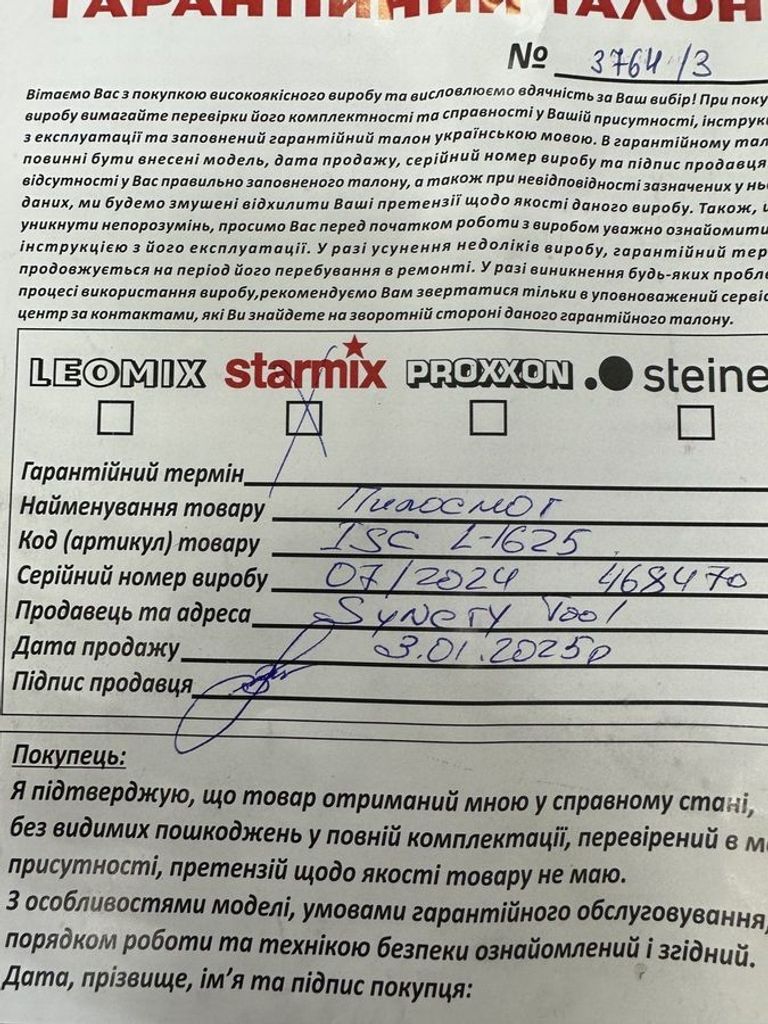 ГАРАНТІЙНИЙ ТАЛОН
№ 3764/3
Вітаємо Вас з покупкою високоякісного виробу та висловлюємо вдячність за Ваш вибір! При поку
виробу вимагайте перевірки його комплектності та справності у Вашій присутності, інструкц
з експлуатації та заповнений гарантійний талон українською мовою. В гарантійному тал
повинні бути внесені модель, дата продажу, серійний номер виробу та підпис продавця
відсутності у Вас правильно заповненого талону, а також при невідповідності зазначених у ньо
даних, ми будемо змушені відхилити Ваші претензії щодо якості даного виробу. Також,
уникнути непорозумінь, просимо Вас перед початком роботи з виробом уважно ознайомити
інструкцією з його експлуатації. У разі усунення недоліків виробу, гарантійний тер
продовжується на період його перебування в ремонті. У разі виникнення будь-яких пробле
процесі використання виробу,рекомендуємо Вам звертатися тільки в уповноважений сервіс
центр за контактами, які Ви знайдете на зворотній стороні даного гарантійного талону.
LEOMIX starmix PROXXON steine
Гарантійний термін
Найменування товару Пилосмог
Код (артикул) товару ISC L-1625
Серійний номер виробу 07/2024 468470
Продавець та адреса Synergy Tool
Дата продажу 3.01.2025р
Підпис продавця
Покупець:
Я підтверджую, що товар отриманий мною у справному стані,
без видимих пошкоджень у повній комплектації, перевірений в м
присутності, претензій щодо якості товару не маю.
З особливостями моделі, умовами гарантійного обслуговування,
порядком роботи та технікою безпеки ознайомлений і згідний.
Дата, прізвище, ім'я та підпис покупця: